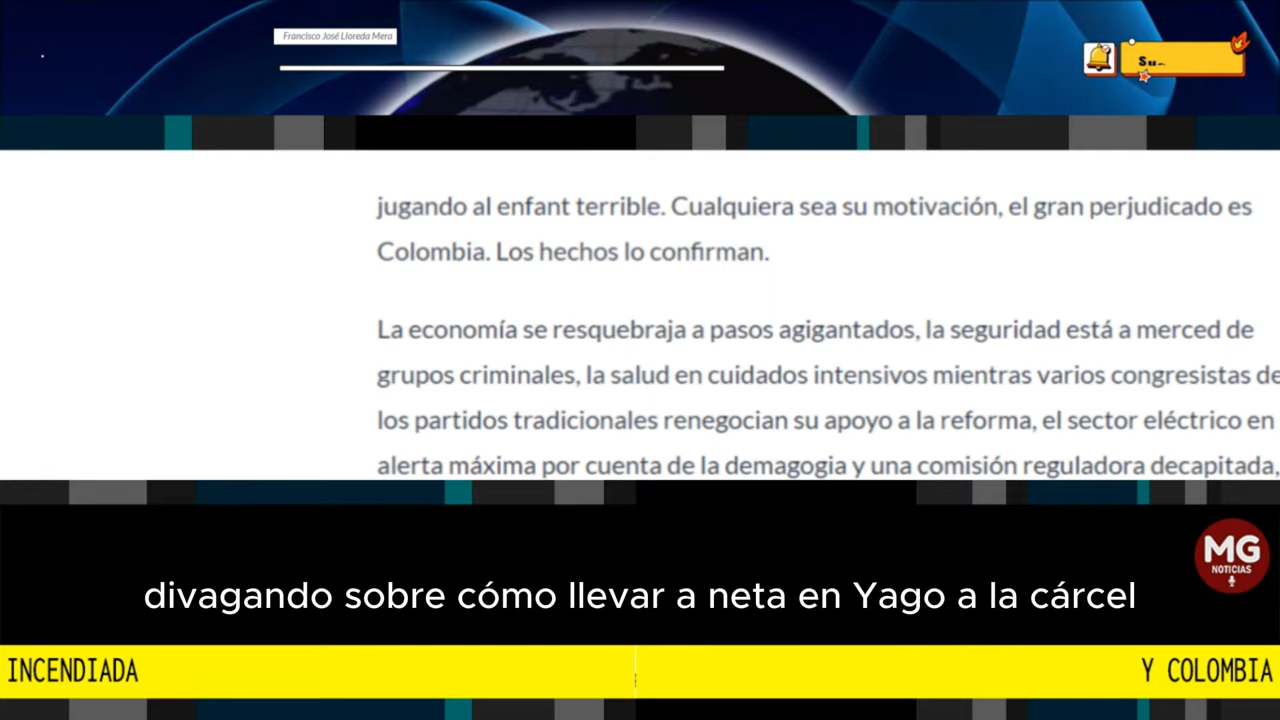 Francisco José Lloreda Mera
Su
jugando al enfant terrible. Cualquiera sea su motivación, el gran perjudicado es
Colombia. Los hechos lo confirman.
La economía se resquebraja a pasos agigantados, la seguridad está a merced de
grupos criminales, la salud en cuidados intensivos mientras varios congresistas de
los partidos tradicionales renegocian su apoyo a la reforma, el sector eléctrico en
alerta máxima por cuenta de la demagogia y una comisión reguladora decapitada,
MG
NOTICIAS
divagando sobre cómo llevar a neta en Yago a la cárcel
INCENDIADA
Y COLOMBIA